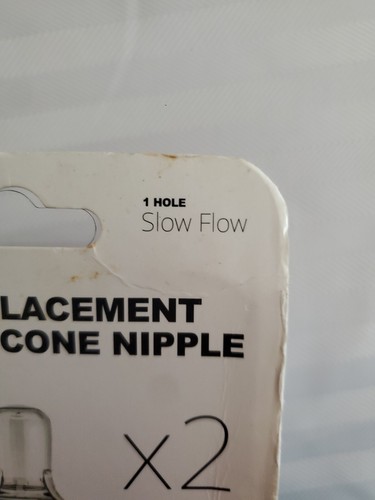 1 HOLE
Slow Flow
LACEMENT
CONE NIPPLE
x2